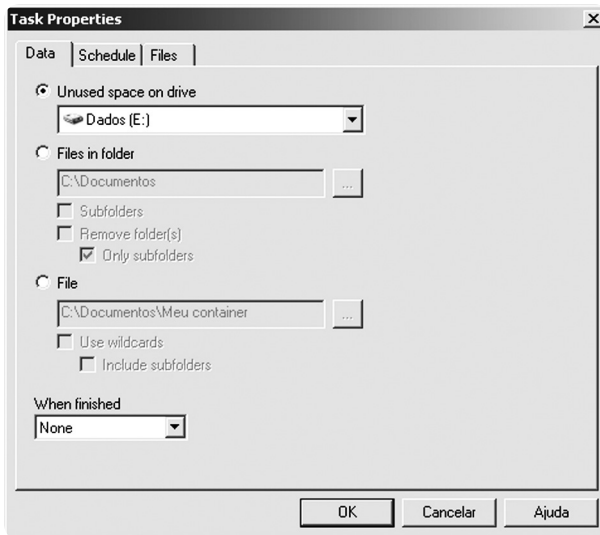 Task Properties
Data Schedule Files
Unused space on drive
Dados (E:)
Files in folder
C:\Documentos
...
Subfolders
Remove folder(s)
Only subfolders
File
C:\Documentos\Meu container
...
Use wildcards
Include subfolders
When finished
None
OK Cancelar Ajuda